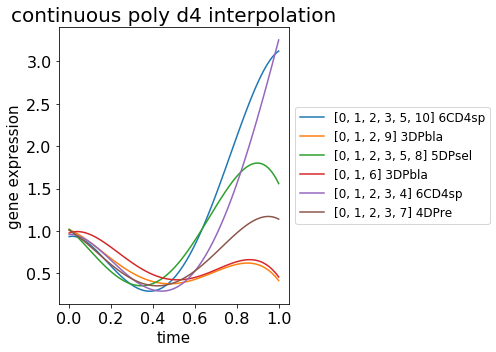 continuous poly d4 interpolation
gene expression
3.0
2.5
2.0
1.5
1.0
0.5
0.0 0.2 0.4 0.6 0.8 1.0
time
[0, 1, 2, 3, 5, 10] 6CD4sp
[0, 1, 2, 9] 3DPbla
[0, 1, 2, 3, 5, 8] 5DPsel
[0, 1, 6] 3DPbla
[0, 1, 2, 3, 4] 6CD4sp
[0, 1, 2, 3, 7] 4DPre